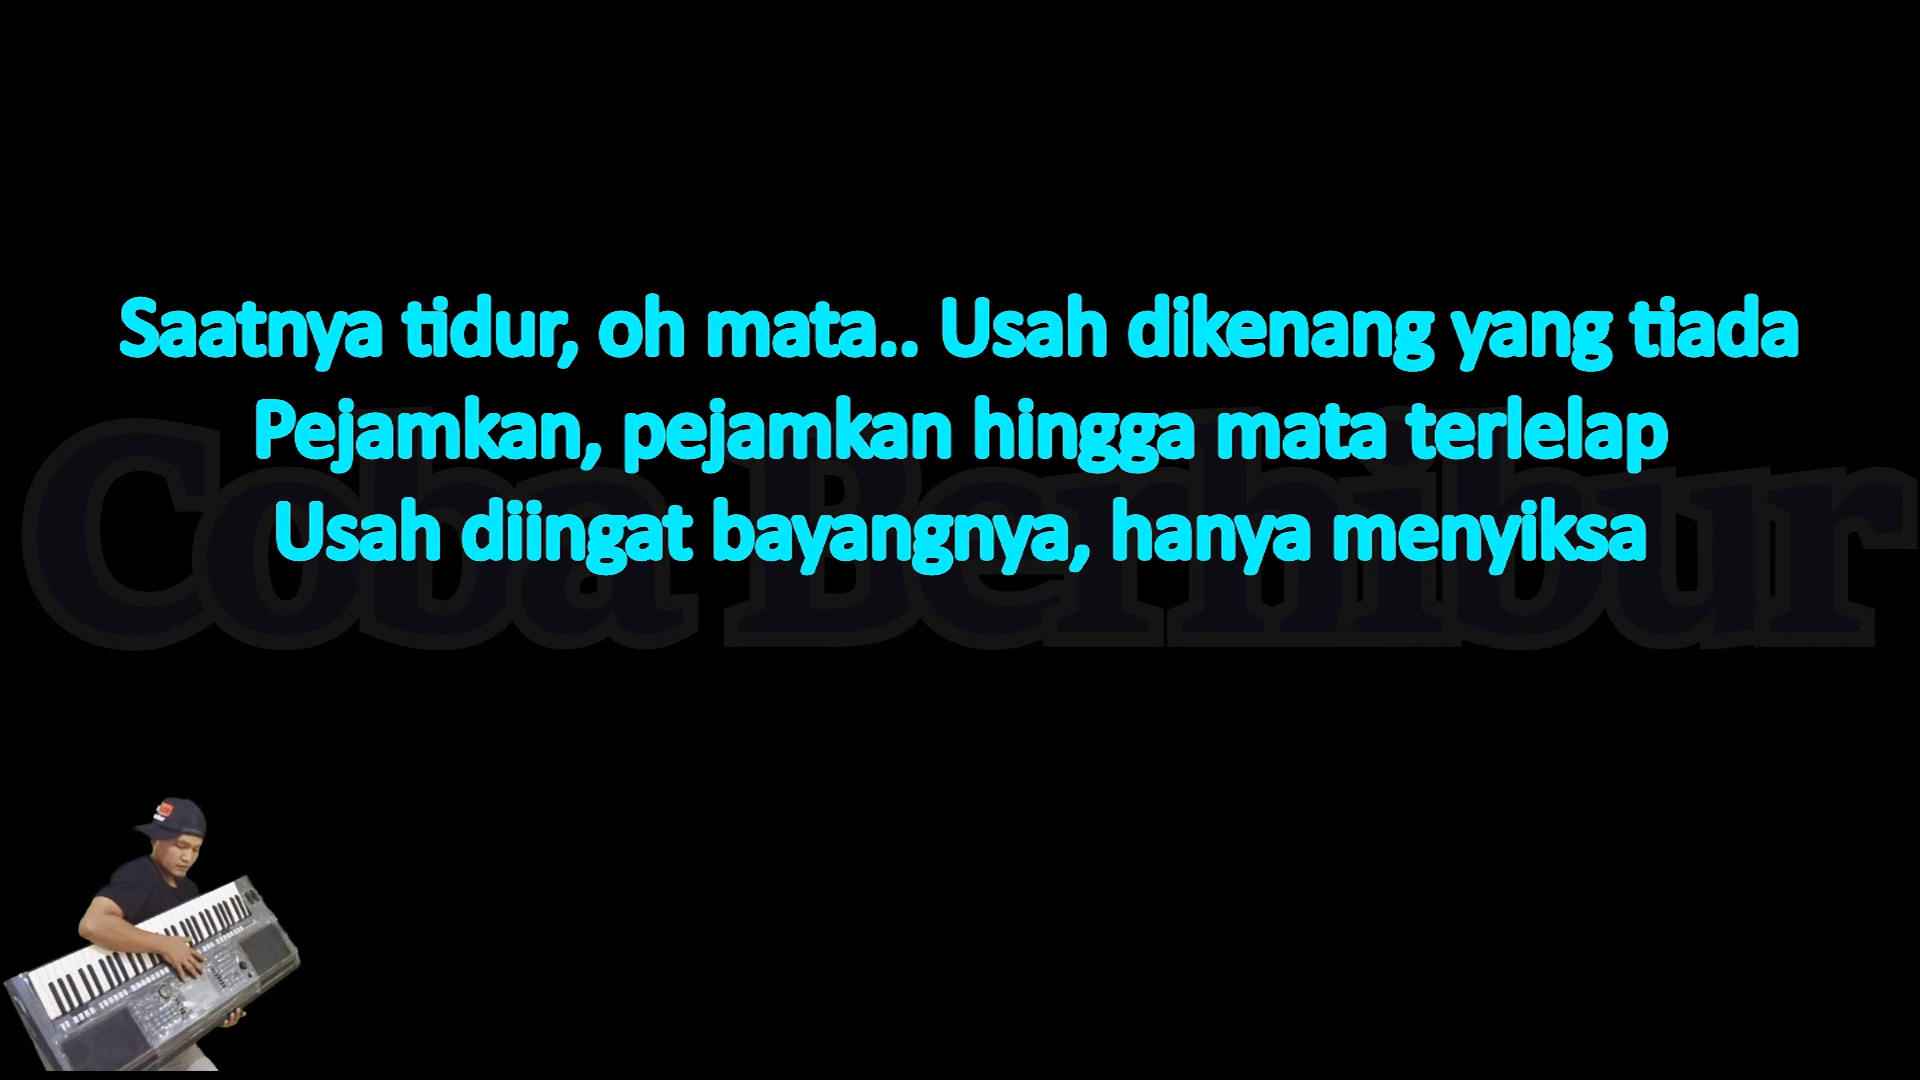 Saatnya tidur, oh mata.. Usah dikenang yang tiada
Pejamkan, pejamkan hingga mata terlelap
Usah diingat bayangnya, hanya menyiksa
Coba Berhibur